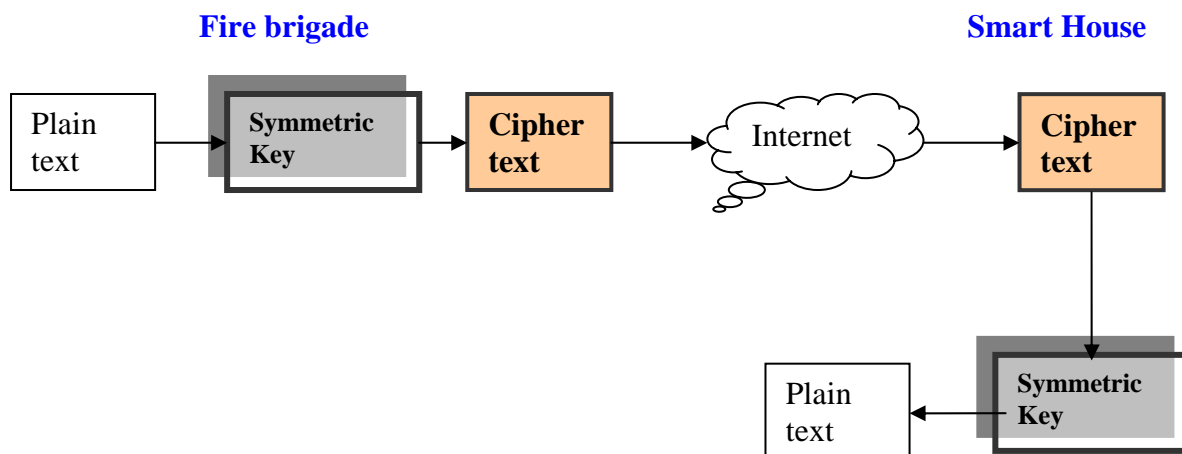 Fire brigade
Smart House
Plain
text
Symmetric
Key
Cipher
text
Internet
Cipher
text
Symmetric
Key
Plain
text